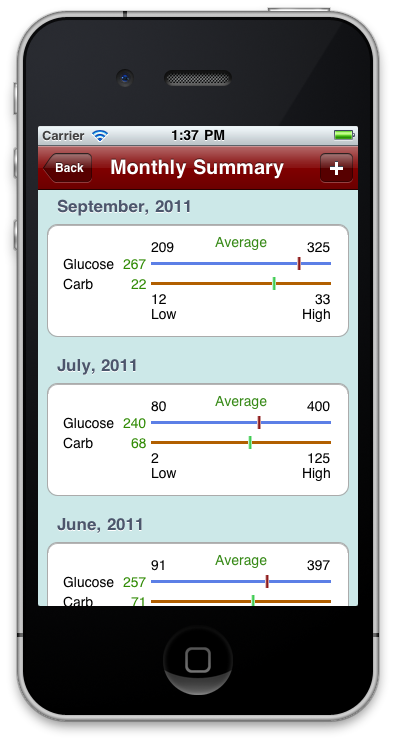 Carrier 1:37 PM
Back Monthly Summary +
September, 2011
209 Average 325
Glucose 267
Carb 22
12 33
Low High
July, 2011
80 Average 400
Glucose 240
Carb 68
2 125
Low High
June, 2011
91 Average 397
Glucose 257
Carb 71